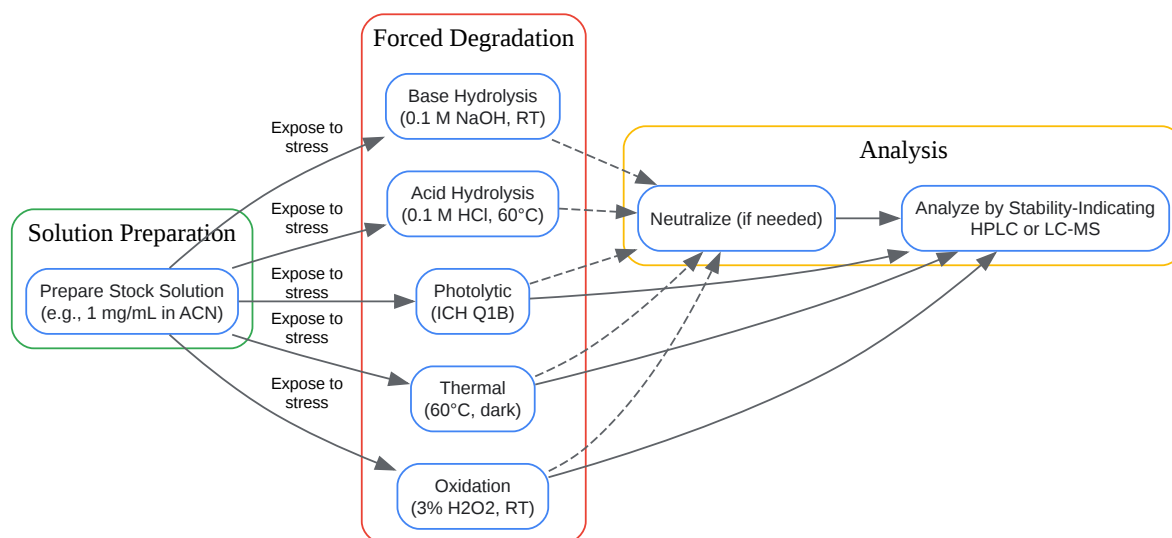 Solution Preparation
Prepare Stock Solution
(e.g., 1 mg/mL in ACN)
Expose to
stress
Expose to
stress
Expose to
stress
Expose to
stress
Expose to
stress
Forced Degradation
Base Hydrolysis
(0.1 M NaOH, RT)
Acid Hydrolysis
(0.1 M HCl, 60°C)
Photolytic
(ICH Q1B)
Thermal
(60°C, dark)
Oxidation
(3% H2O2, RT)
Analysis
Neutralize (if needed)
Analyze by Stability-Indicating
HPLC or LC-MS